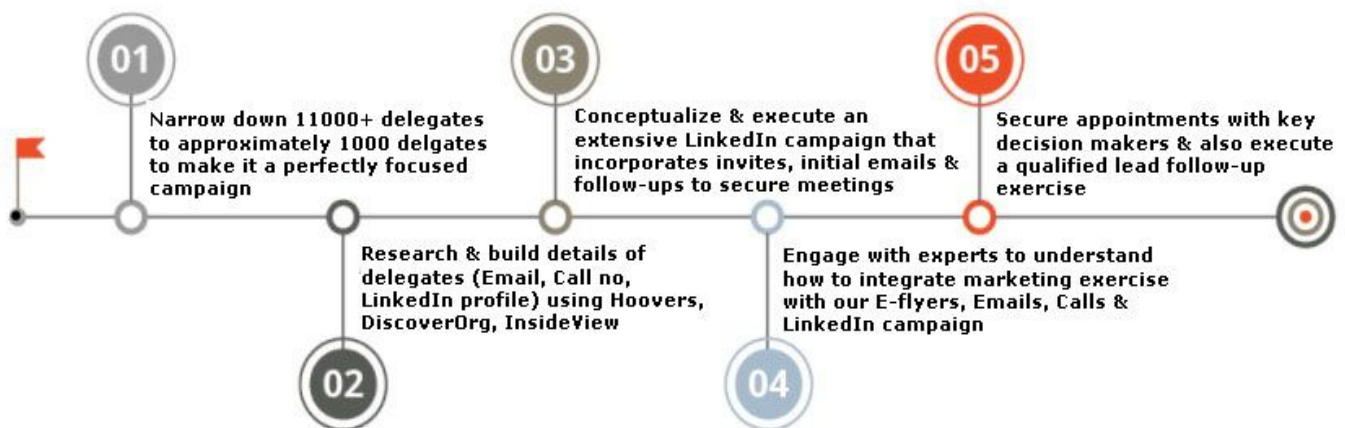 01
Narrow down 11000+ delegates
to approximately 1000 delgates
to make it a perfectly focused
campaign
02
Research & build details of
delegates (Email, Call no,
LinkedIn profile) using Hoovers,
DiscoverOrg, InsideView
03
Conceptualize & execute an
extensive LinkedIn campaign that
incorporates invites, initial emails &
follow-ups to secure meetings
04
Engage with experts to understand
how to integrate marketing exercise
with our E-flyers, Emails, Calls &
LinkedIn campaign
05
Secure appointments with key
decision makers & also execute
a qualified lead follow-up
exercise